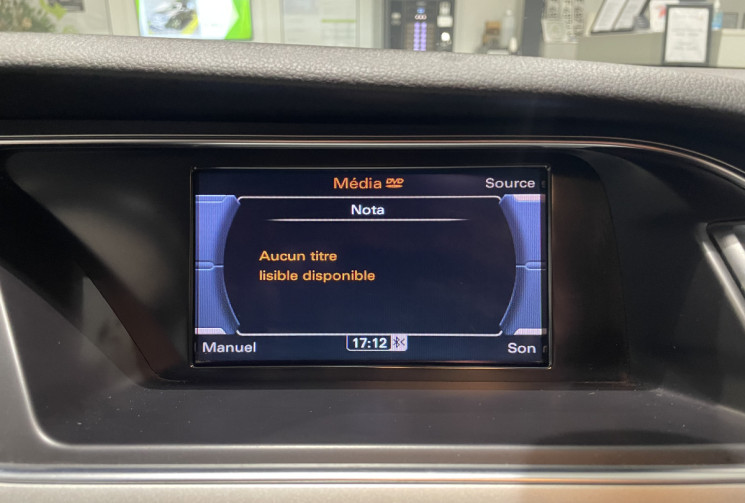 Média DVD
Source
Nota
Aucun titre
lisible disponible
Manuel
17:12
Son